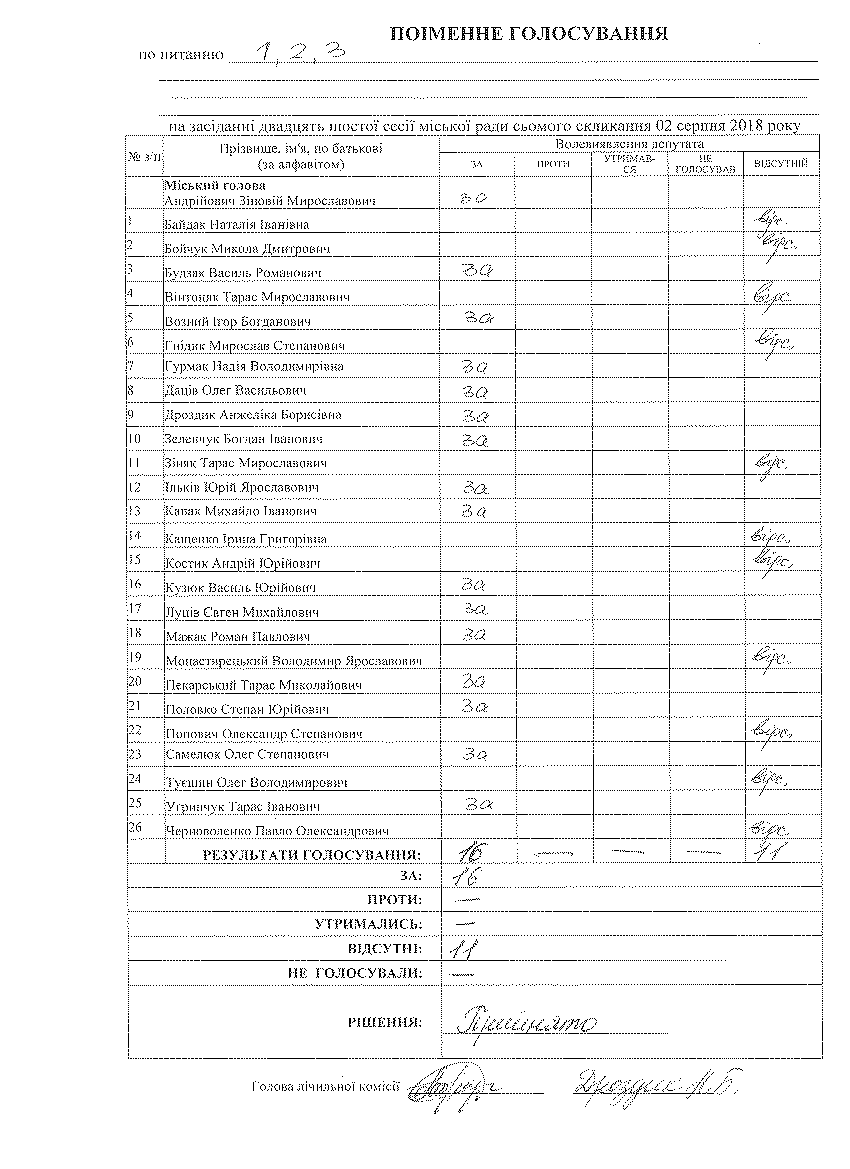 ПОІМЕННЕ ГОЛОСУВАННЯ
по питанню 1, 2, 3
на засіданні двадцять шостої сесії міської ради сьомого скликання 02 серпня 2018 року
№ з/п Прізвище, ім'я, по батькові (за алфавітом) Волевиявлення депутата
ЗА ПРОТИ УТРИМАВ-СЯ НЕ ГОЛОСУВАВ ВІДСУТНІЙ
Міський голова
Андрійович Зіновій Мирославович за
1 Байдак Наталія Іванівна відс.
2 Бойчук Микола Дмитрович відс.
3 Будзак Василь Романович за
4 Вінтоняк Тарас Мирославович відс
5 Возний Ігор Богданович за
6 Гнідик Мирослав Степанович відс.
7 Гурмак Надія Володимирівна за
8 Даців Олег Васильович за
9 Дроздик Анжеліка Борисівна за
10 Зеленчук Богдан Іванович за
11 Зіняк Тарас Мирославович відс.
12 Ільків Юрій Ярославович за
13 Кабак Михайло Іванович за
14 Кащенко Ірина Григорівна відс.
15 Костик Андрій Юрійович відс.
16 Кузюк Василь Юрійович за
17 Луців Євген Михайлович за
18 Мажак Роман Павлович за
19 Монастирецький Володимир Ярославович відс.
20 Пекарський Тарас Миколайович за
21 Половко Степан Юрійович за
22 Попович Олександр Степанович відс.
23 Самелюк Олег Степанович за
24 Олег Володимирович відс.
25 Угринчук Тарас Іванович за
26 Черноволенко Павло Олександрович відс.
РЕЗУЛЬТАТИ ГОЛОСУВАННЯ: 16 — — — 11
ЗА: 16
ПРОТИ: —
УТРИМАЛИСЬ: —
ВІДСУТНІ: 11
НЕ ГОЛОСУВАЛИ: —
РІШЕННЯ: Прийнято
Голова лічильної комісії Дроздик А.Б.